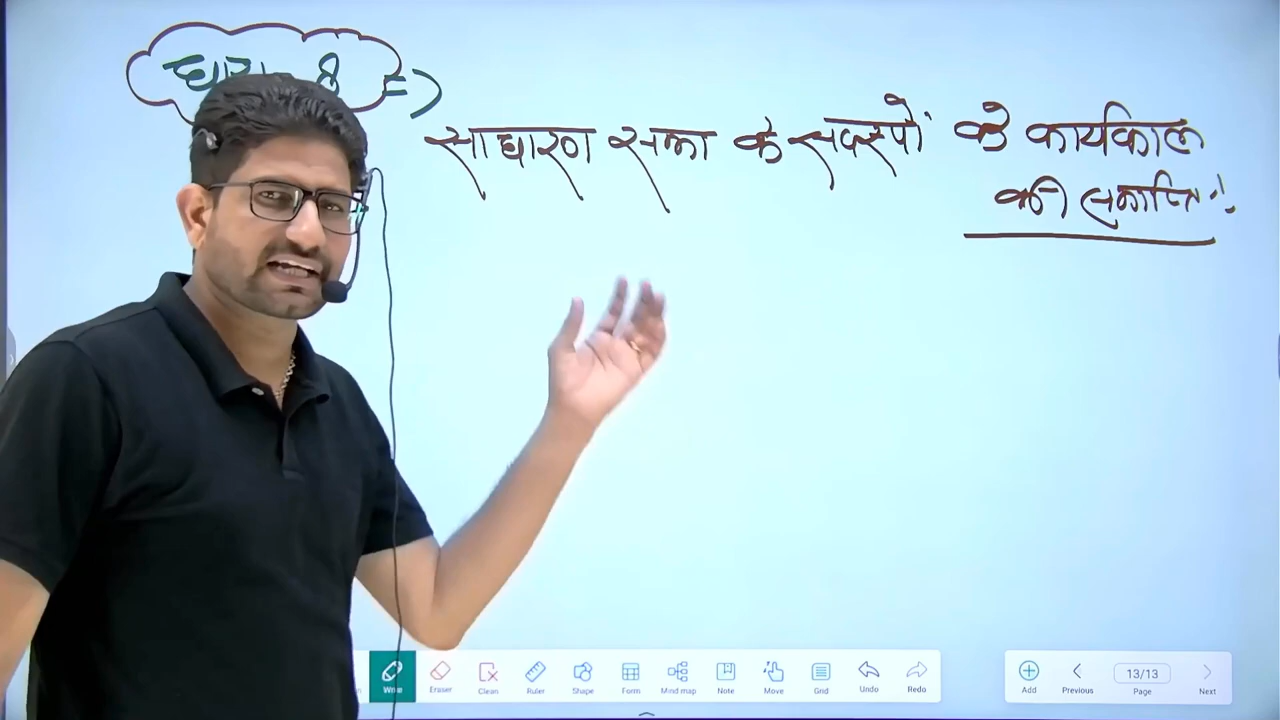 धारा 8 =>
साधारण सभा के सदस्यों के कार्यकाल
की समाप्ति :
Write Eraser Clean Ruler Shape Form Mind map Note Move Grid Undo Redo Add Previous 13/13 Page Next